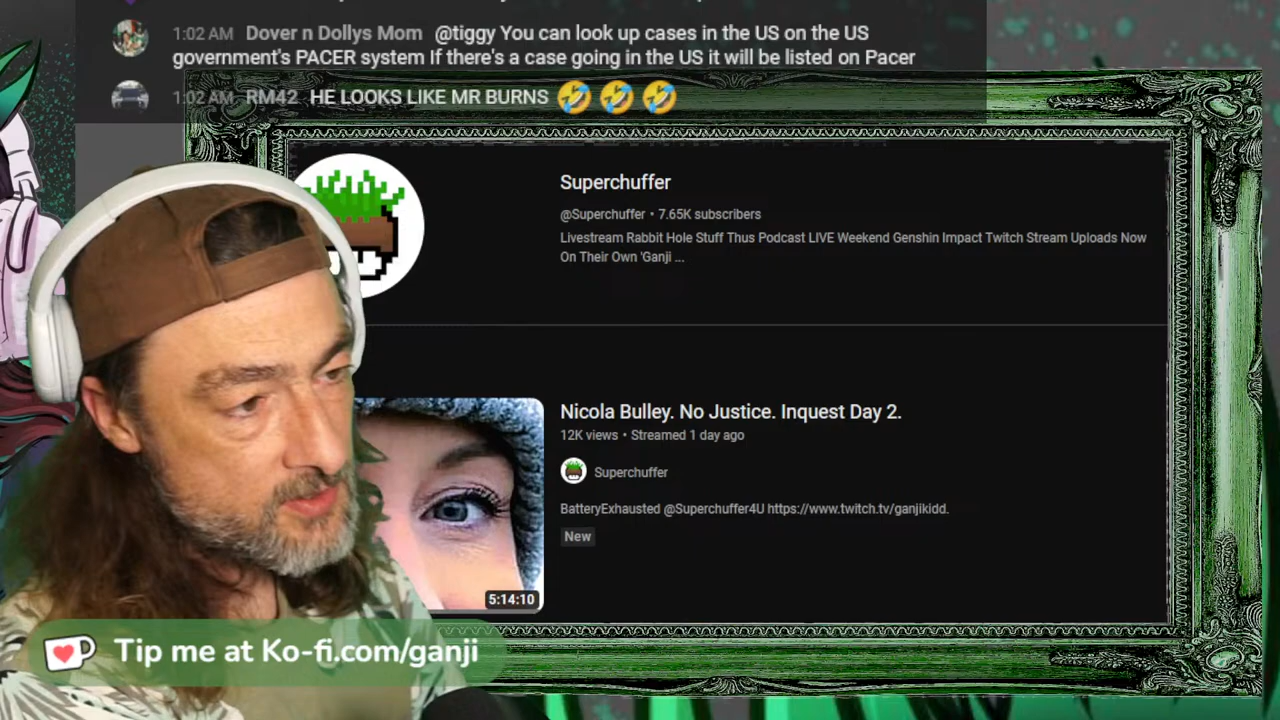 1:02 AM Dover n Dollys Mom @tiggy You can look up cases in the US on the US
government's PACER system If there's a case going in the US it will be listed on Pacer
1:02 AM RM42 HE LOOKS LIKE MR BURNS 🤣 🤣 🤣
Superchuffer
@Superchuffer • 7.65K subscribers
Livestream Rabbit Hole Stuff Thus Podcast LIVE Weekend Genshin Impact Twitch Stream Uploads Now
On Their Own 'Ganji ...
Nicola Bulley. No Justice. Inquest Day 2.
12K views • Streamed 1 day ago
Superchuffer
BatteryExhausted @Superchuffer4U https://www.twitch.tv/ganjikidd.
New
5:14:10
Tip me at Ko-fi.com/ganji